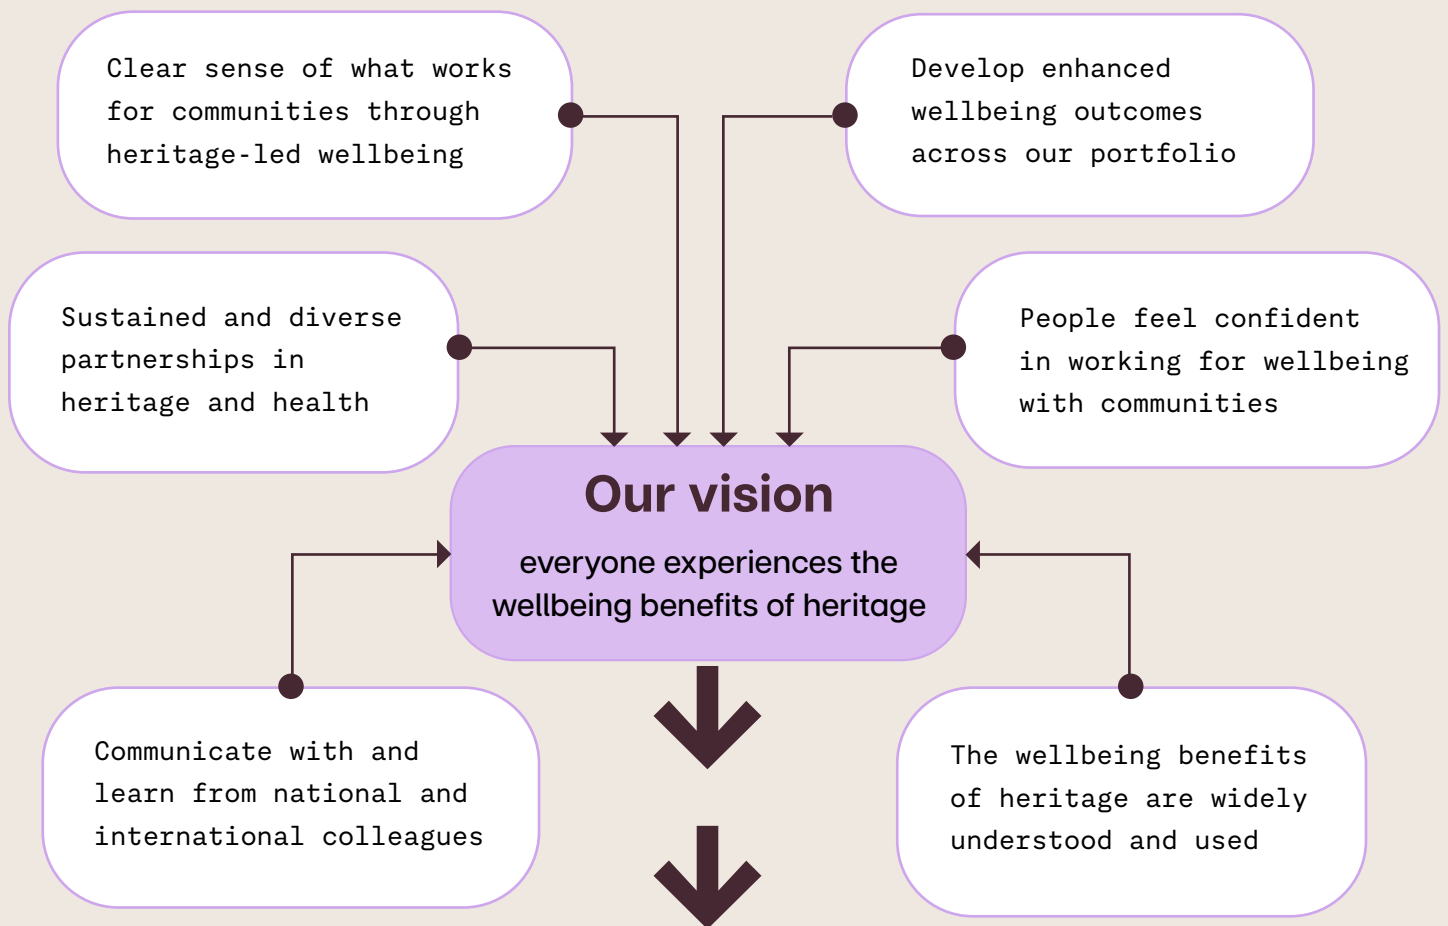 Clear sense of what works
for communities through
heritage-led wellbeing
Develop enhanced
wellbeing outcomes
across our portfolio
Sustained and diverse
partnerships in
heritage and health
People feel confident
in working for wellbeing
with communities
Our vision
everyone experiences the
wellbeing benefits of heritage
Communicate with and
learn from national and
international colleagues
The wellbeing benefits
of heritage are widely
understood and used